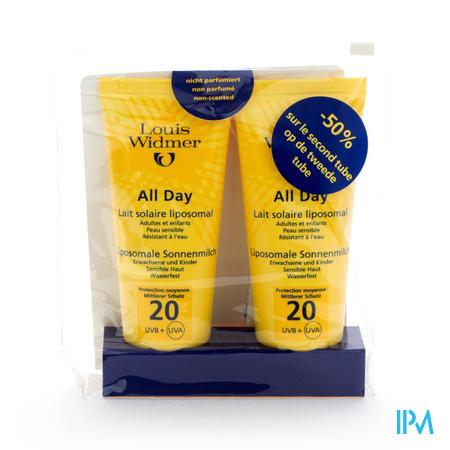 nicht parfümiert
non parfumé
non-scented
Louis
Widmer
All Day
Lait solaire liposomal
Adultes et enfants
Peau sensible
Résistant à l'eau
Liposomale Sonnenmilch
Erwachsene und Kinder
Sensible Haut
Wasserfest
Protection moyenne
Mittlerer Schutz
20
UVB + UVA
-50%
sur le second tube
op de tweede
tube
All Day
Lait solaire liposomal
Adultes et enfants
Peau sensible
Résistant à l'eau
Liposomale Sonnenmilch
Erwachsene und Kinder
Sensible Haut
Wasserfest
Protection moyenne
Mittlerer Schutz
20
UVB + UVA
IPM